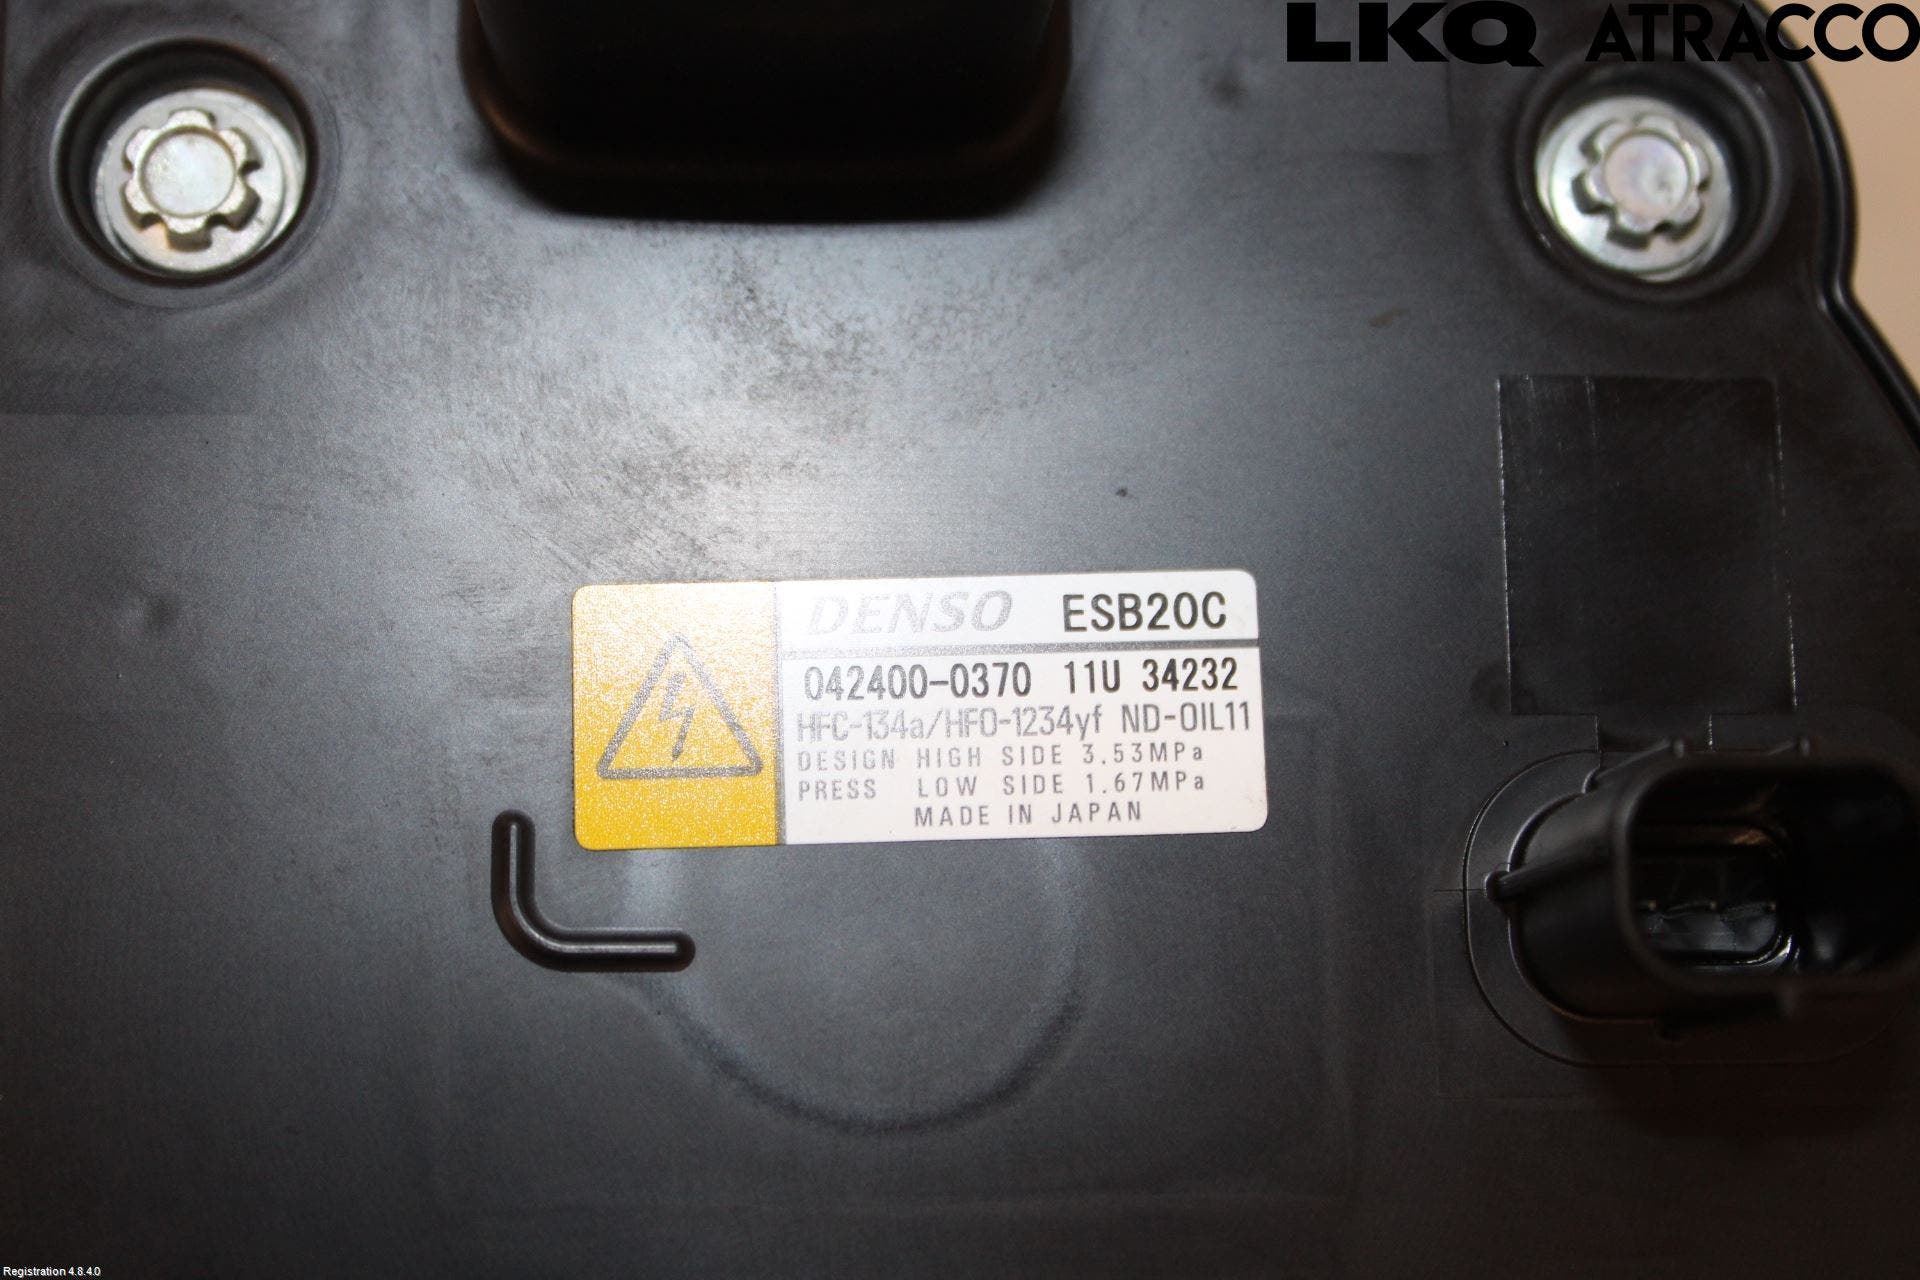 LKQ ATRACCO
DENSO ESB20C
042400-0370 11U 34232
HFC-134a/HFO-1234yf ND-OIL11
DESIGN HIGH SIDE 3.53MPa
PRESS LOW SIDE 1.67MPa
MADE IN JAPAN
Registration 4.8.4.0